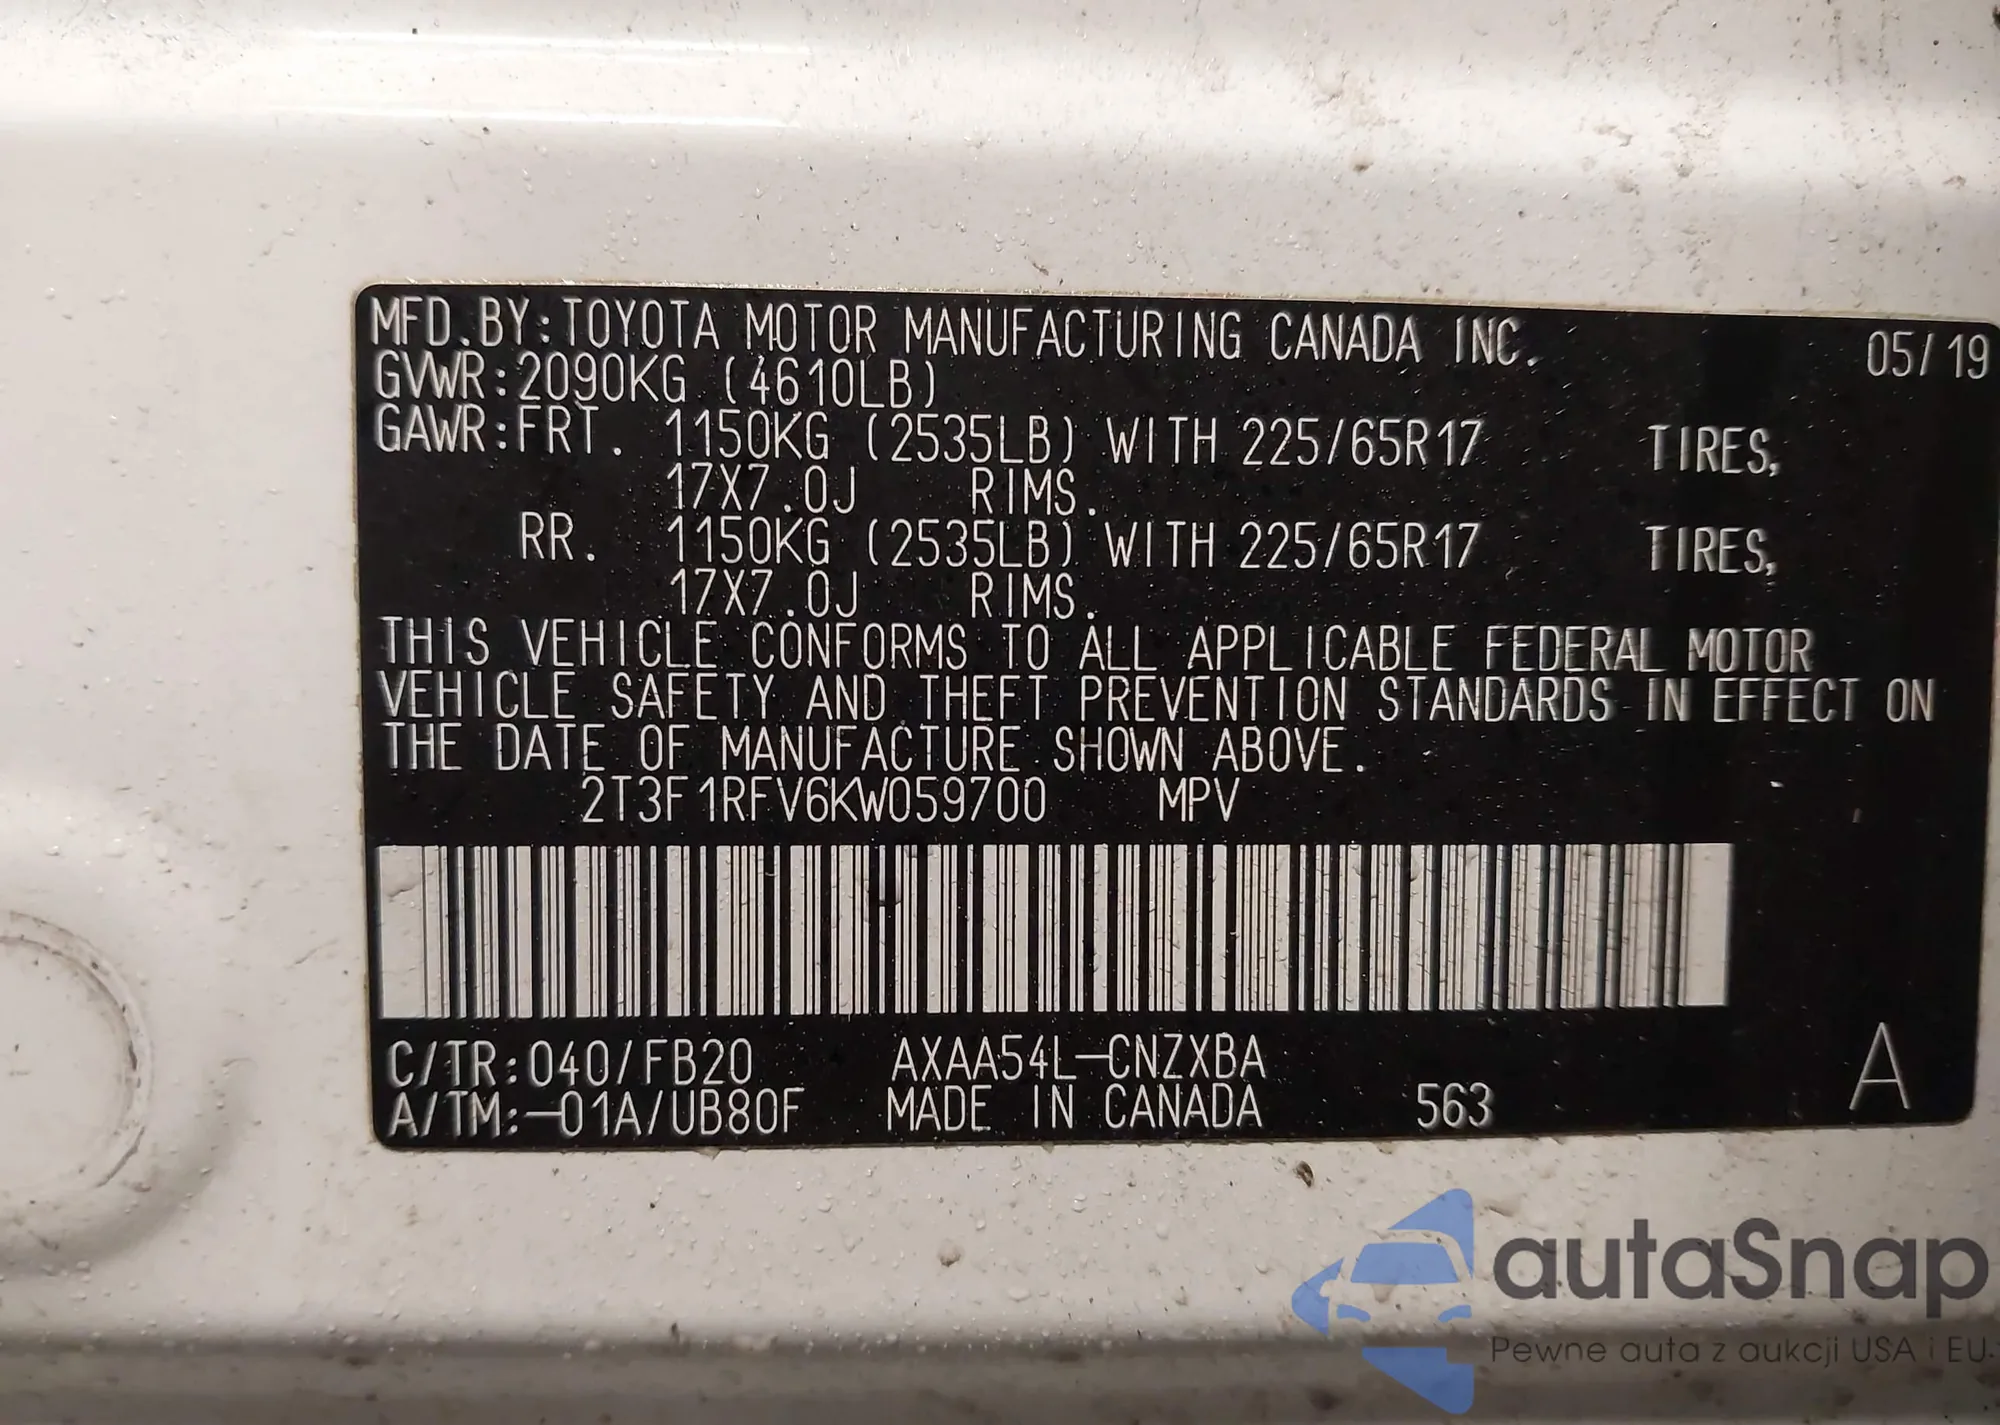 MFD.BY:TOYOTA MOTOR MANUFACTURING CANADA INC. 05/19
GVWR:2090KG (4610LB)
GAWR:FRT. 1150KG (2535LB) WITH 225/65R17 TIRES,
17X7.0J RIMS.
RR. 1150KG (2535LB) WITH 225/65R17 TIRES,
17X7.0J RIMS.
THIS VEHICLE CONFORMS TO ALL APPLICABLE FEDERAL MOTOR
VEHICLE SAFETY AND THEFT PREVENTION STANDARDS IN EFFECT ON
THE DATE OF MANUFACTURE SHOWN ABOVE.
2T3F1RFV6KW059700 MPV
C/TR:040/FB20 AXAA54L-CNZXBA
A/TM:-01A/UB80F MADE IN CANADA 563 A
autaSnap
Pewne auta z aukcji USA i EU.